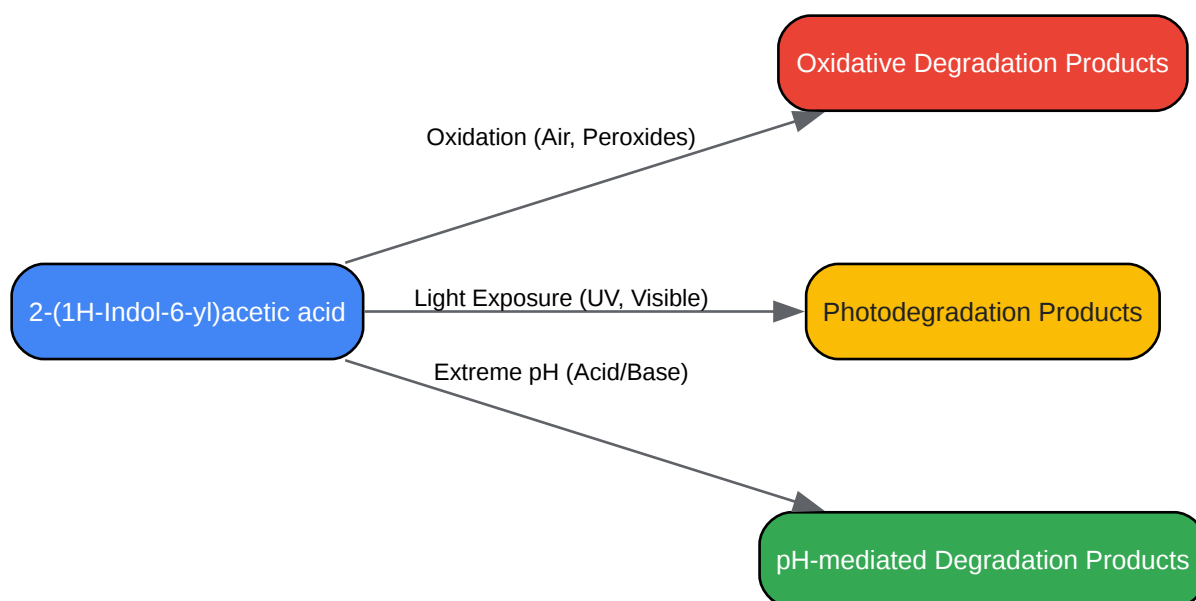 Oxidative Degradation Products
Oxidation (Air, Peroxides)
2-(1H-Indol-6-yl)acetic acid
Light Exposure (UV, Visible)
Photodegradation Products
Extreme pH (Acid/Base)
pH-mediated Degradation Products